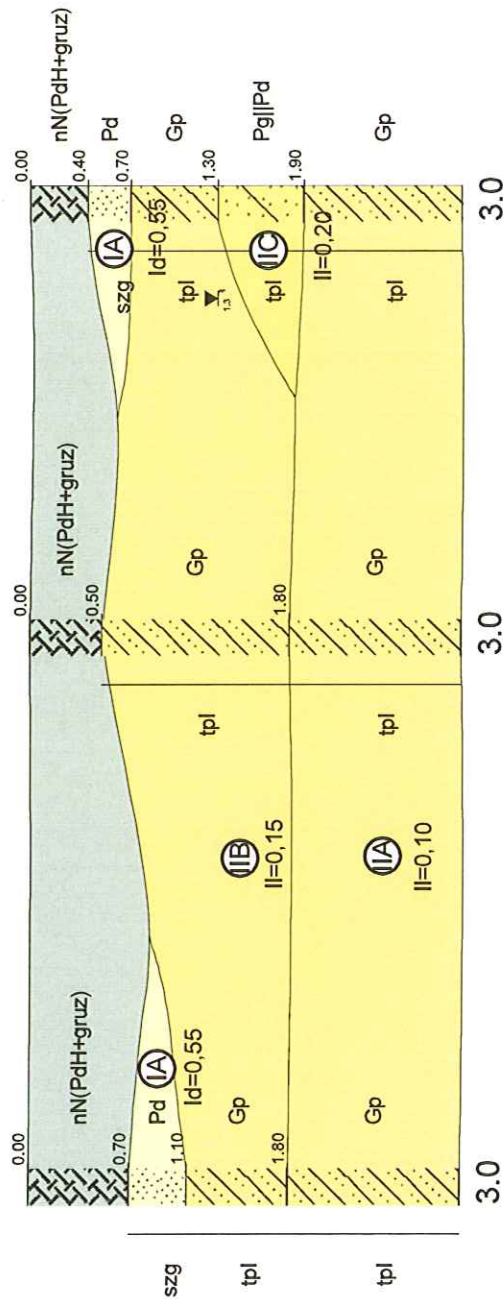 0.00
nN(PdH+gruz)
0.70
Pd
IA
Id=0,55
szg
1.10
Gp
tpl
1.80
Gp
tpl
3.0
0.00
nN(PdH+gruz)
0.50
tpl
Gp
IIB
Il=0,15
1.80
tpl
Gp
IIA
Il=0,10
3.0
0.00
nN(PdH+gruz)
0.40
Pd
IA
szg
Id=0,55
0.70
Gp
tpl
1.3
1.30
Pg||Pd
IIC
tpl
Il=0,20
1.90
Gp
tpl
3.0